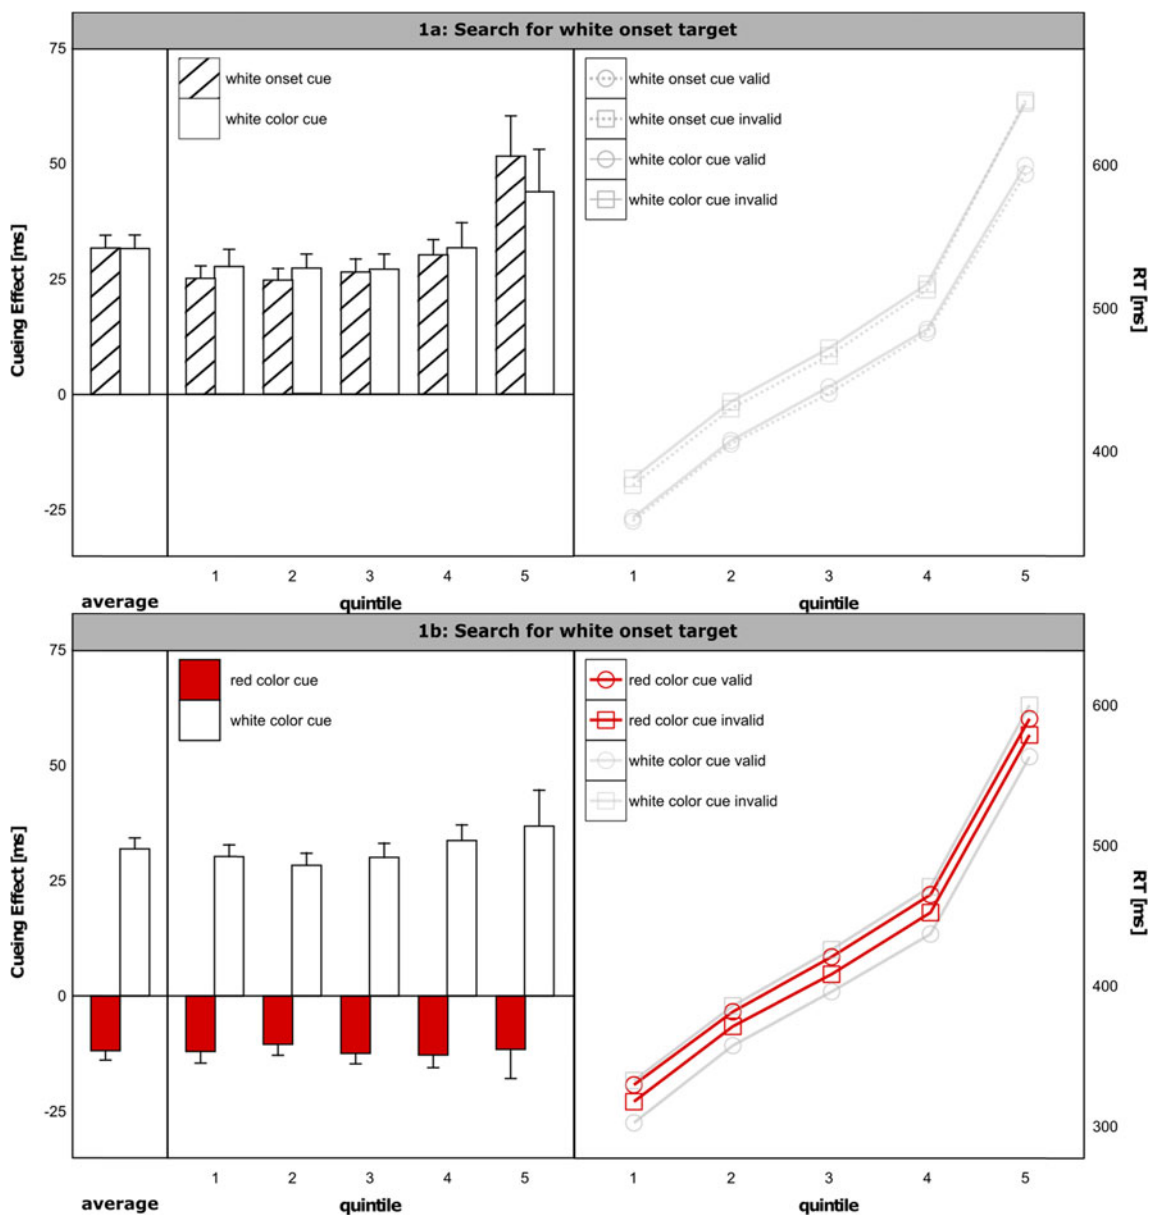 1a: Search for white onset target
75
50
25
0
-25
Cueing Effect [ms]
white onset cue
white color cue
white onset cue valid
white onset cue invalid
white color cue valid
white color cue invalid
600
500
400
RT [ms]
1 2 3 4 5
1 2 3 4 5
average quintile quintile
1b: Search for white onset target
75
50
25
0
-25
Cueing Effect [ms]
red color cue
white color cue
red color cue valid
red color cue invalid
white color cue valid
white color cue invalid
600
500
400
300
RT [ms]
1 2 3 4 5
1 2 3 4 5
average quintile quintile